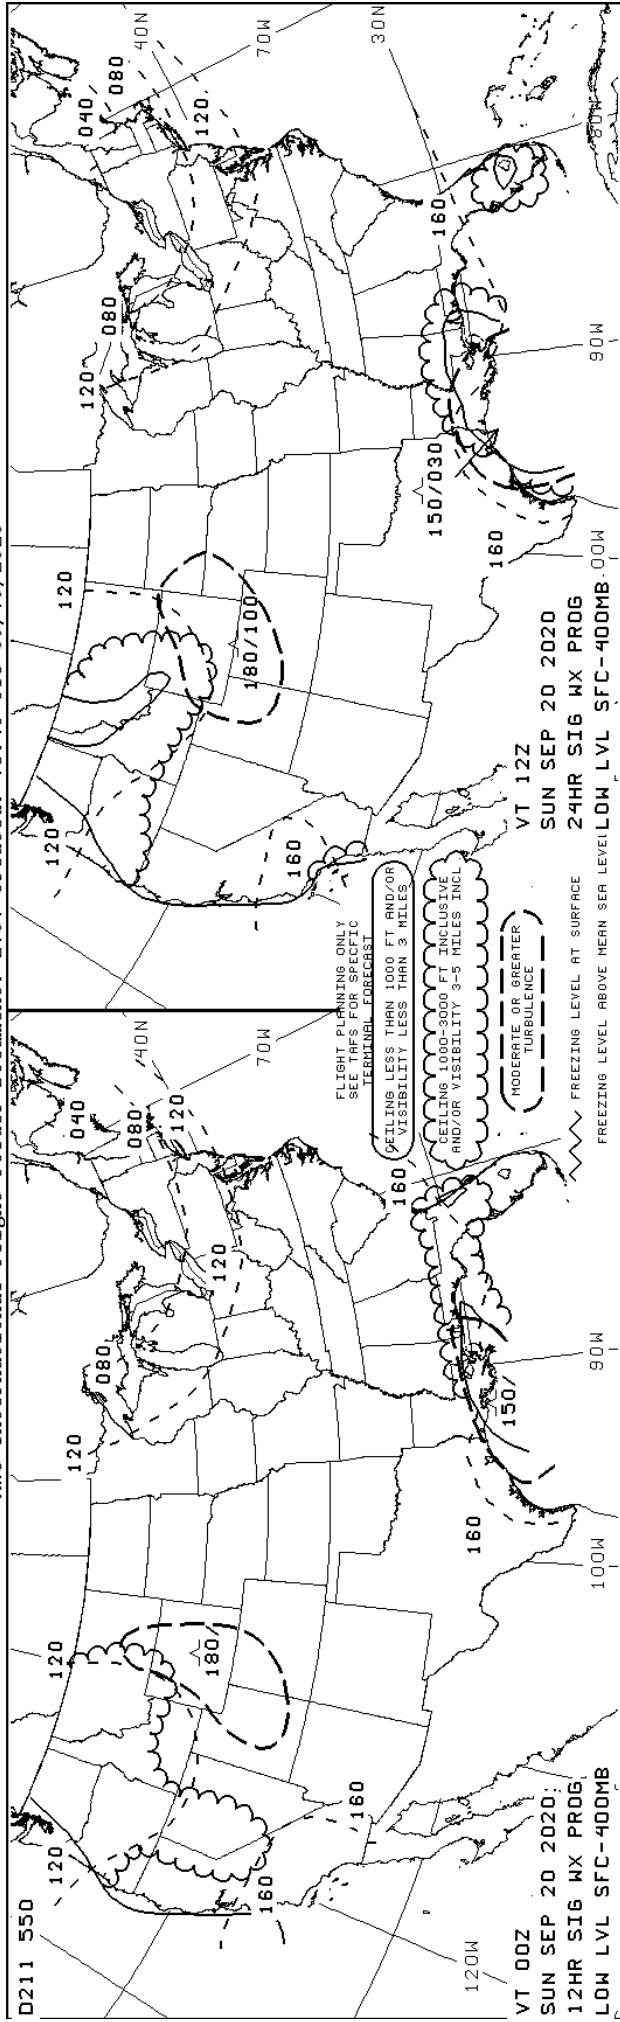 D211 550
120
120
120
080
040
080
120
120
40N
70W
160
160
160
160
180/
150/
90W
100W
120W
VT 00Z
SUN SEP 20 2020
12HR SIG WX PROG
LOW LVL SFC-400MB
120
120
120
080
040
080
120
40N
70W
30N
160
160
160
180/100
150/030
80W
90W
00W
VT 12Z
SUN SEP 20 2020
24HR SIG WX PROG
LOW LVL SFC-400MB
FLIGHT PLANNING ONLY
SEE TAFS FOR SPECFIC
TERMINAL FORECAST
CEILING LESS THAN 1000 FT AND/OR
VISIBILITY LESS THAN 3 MILES
CEILING 1000-3000 FT INCLUSIVE
AND/OR VISIBILITY 3-5 MILES INCL
MODERATE OR GREATER
TURBULENCE
FREEZING LEVEL AT SURFACE
FREEZING LEVEL ABOVE MEAN SEA LEVEL